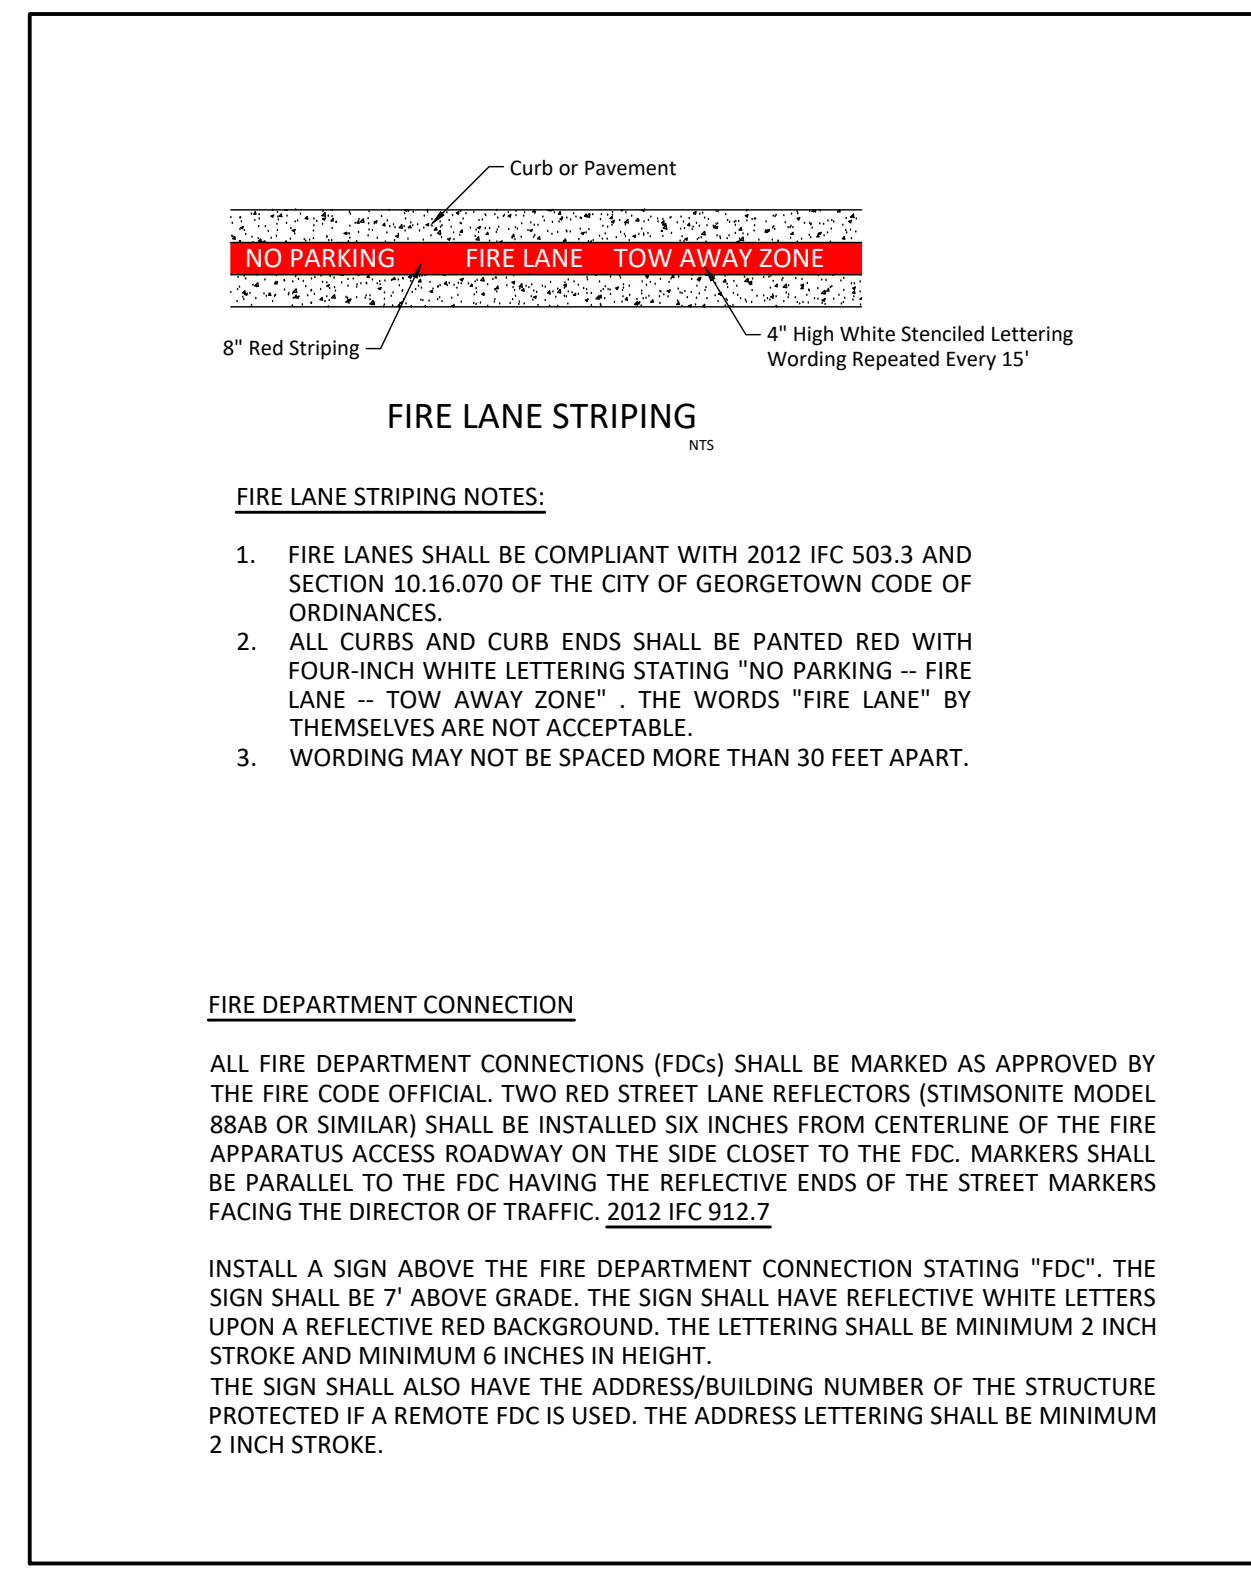 Curb or Pavement
NO PARKING FIRE LANE TOW AWAY ZONE
8" Red Striping
4" High White Stenciled Lettering
Wording Repeated Every 15'
FIRE LANE STRIPING
NTS
FIRE LANE STRIPING NOTES:
1. FIRE LANES SHALL BE COMPLIANT WITH 2012 IFC 503.3 AND
SECTION 10.16.070 OF THE CITY OF GEORGETOWN CODE OF
ORDINANCES.
2. ALL CURBS AND CURB ENDS SHALL BE PANTED RED WITH
FOUR-INCH WHITE LETTERING STATING "NO PARKING -- FIRE
LANE -- TOW AWAY ZONE" . THE WORDS "FIRE LANE" BY
THEMSELVES ARE NOT ACCEPTABLE.
3. WORDING MAY NOT BE SPACED MORE THAN 30 FEET APART.
FIRE DEPARTMENT CONNECTION
ALL FIRE DEPARTMENT CONNECTIONS (FDCs) SHALL BE MARKED AS APPROVED BY
THE FIRE CODE OFFICIAL. TWO RED STREET LANE REFLECTORS (STIMSONITE MODEL
88AB OR SIMILAR) SHALL BE INSTALLED SIX INCHES FROM CENTERLINE OF THE FIRE
APPARATUS ACCESS ROADWAY ON THE SIDE CLOSET TO THE FDC. MARKERS SHALL
BE PARALLEL TO THE FDC HAVING THE REFLECTIVE ENDS OF THE STREET MARKERS
FACING THE DIRECTOR OF TRAFFIC. 2012 IFC 912.7
INSTALL A SIGN ABOVE THE FIRE DEPARTMENT CONNECTION STATING "FDC". THE
SIGN SHALL BE 7' ABOVE GRADE. THE SIGN SHALL HAVE REFLECTIVE WHITE LETTERS
UPON A REFLECTIVE RED BACKGROUND. THE LETTERING SHALL BE MINIMUM 2 INCH
STROKE AND MINIMUM 6 INCHES IN HEIGHT.
THE SIGN SHALL ALSO HAVE THE ADDRESS/BUILDING NUMBER OF THE STRUCTURE
PROTECTED IF A REMOTE FDC IS USED. THE ADDRESS LETTERING SHALL BE MINIMUM
2 INCH STROKE.